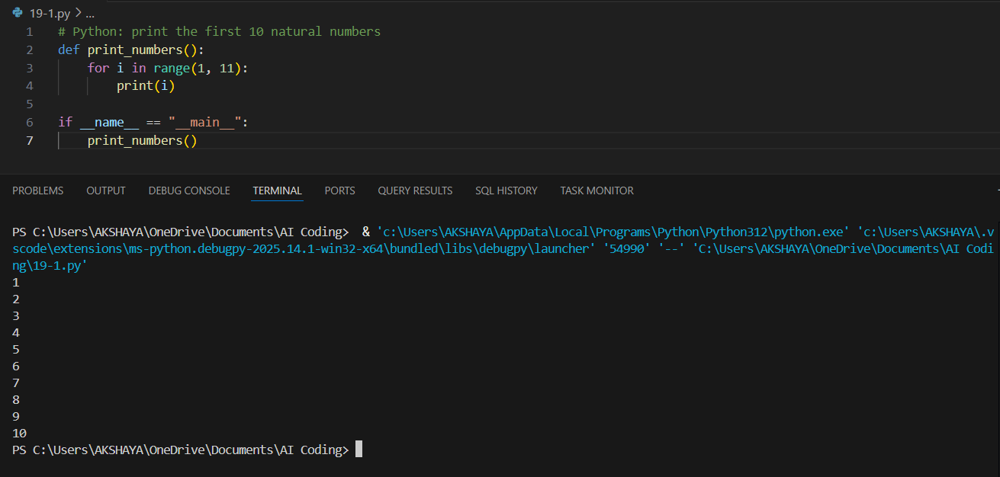 19-1.py > ...
1 # Python: print the first 10 natural numbers
2 def print_numbers():
3     for i in range(1, 11):
4         print(i)
5
6 if __name__ == "__main__":
7     print_numbers()
PROBLEMS OUTPUT DEBUG CONSOLE TERMINAL PORTS QUERY RESULTS SQL HISTORY TASK MONITOR
PS C:\Users\AKSHAYA\OneDrive\Documents\AI Coding>  & 'c:\Users\AKSHAYA\AppData\Local\Programs\Python\Python312\python.exe' 'c:\Users\AKSHAYA\.v
scode\extensions\ms-python.debugpy-2025.14.1-win32-x64\bundled\libs\debugpy\launcher' '54990' '--' 'C:\Users\AKSHAYA\OneDrive\Documents\AI Codi
ng\19-1.py'
1
2
3
4
5
6
7
8
9
10
PS C:\Users\AKSHAYA\OneDrive\Documents\AI Coding>